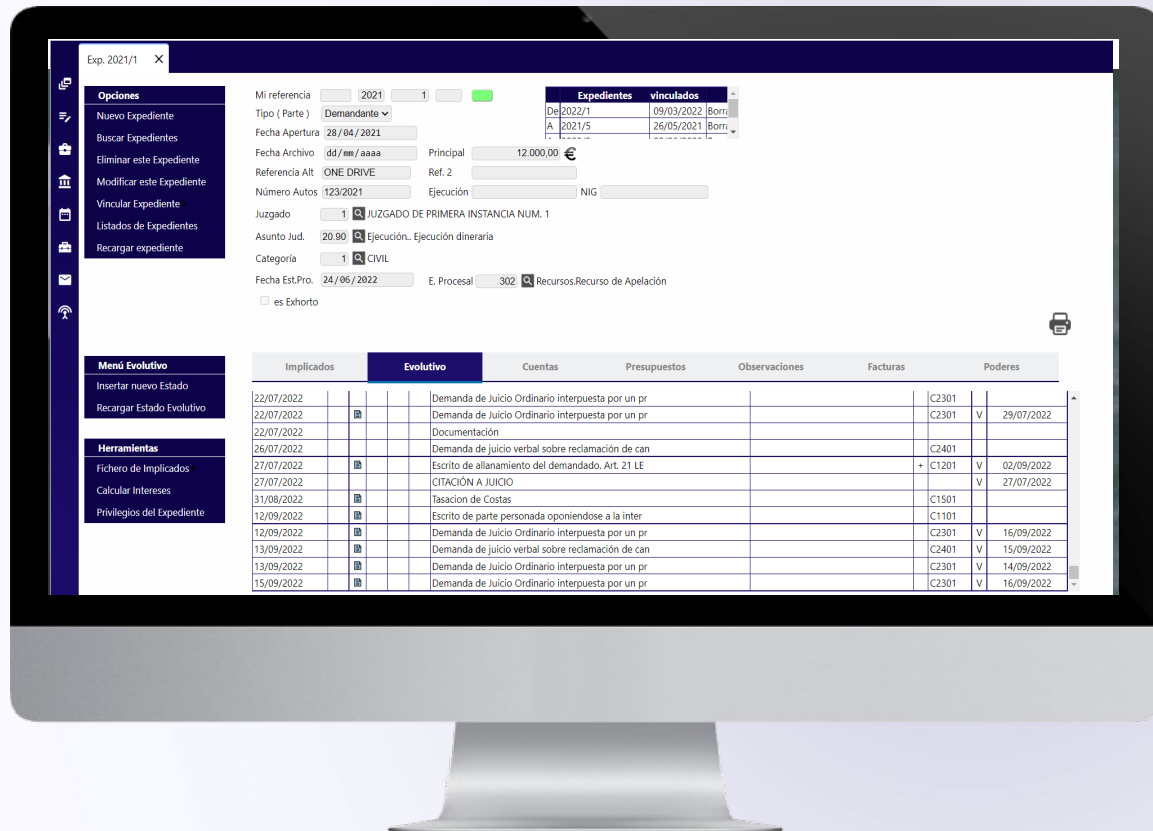 Exp. 2021/1 X
Opciones
Nuevo Expediente
Buscar Expedientes
Eliminar este Expediente
Modificar este Expediente
Vincular Expediente
Listados de Expedientes
Recargar expediente
Mi referencia 2021 1
Tipo ( Parte ) Demandante
Fecha Apertura 28/04/2021
Fecha Archivo dd/mm/aaaa Principal 12.000,00 €
Referencia Alt ONE DRIVE Ref. 2
Número Autos 123/2021 Ejecución NIG
Juzgado 1 JUZGADO DE PRIMERA INSTANCIA NUM. 1
Asunto Jud. 20.90 Ejecución.. Ejecución dineraria
Categoría 1 CIVIL
Fecha Est.Pro. 24/06/2022 E. Procesal 302 Recursos.Recurso de Apelación
es Exhorto
Expedientes vinculados
De 2022/1 09/03/2022 Borra
A 2021/5 26/05/2021 Borra
Menú Evolutivo
Insertar nuevo Estado
Recargar Estado Evolutivo
Herramientas
Fichero de Implicados
Calcular Intereses
Privilegios del Expediente
Implicados Evolutivo Cuentas Presupuestos Observaciones Facturas Poderes
22/07/2022 Demanda de Juicio Ordinario interpuesta por un pr C2301
22/07/2022 Demanda de Juicio Ordinario interpuesta por un pr C2301 V 29/07/2022
22/07/2022 Documentación
26/07/2022 Demanda de juicio verbal sobre reclamación de can C2401
27/07/2022 Escrito de allanamiento del demandado. Art. 21 LE + C1201 V 02/09/2022
27/07/2022 CITACIÓN A JUICIO V 27/07/2022
31/08/2022 Tasacion de Costas C1501
12/09/2022 Escrito de parte personada oponiendose a la inter C1101
12/09/2022 Demanda de Juicio Ordinario interpuesta por un pr C2301 V 16/09/2022
13/09/2022 Demanda de juicio verbal sobre reclamación de can C2401 V 15/09/2022
13/09/2022 Demanda de Juicio Ordinario interpuesta por un pr C2301 V 14/09/2022
15/09/2022 Demanda de Juicio Ordinario interpuesta por un pr C2301 V 16/09/2022